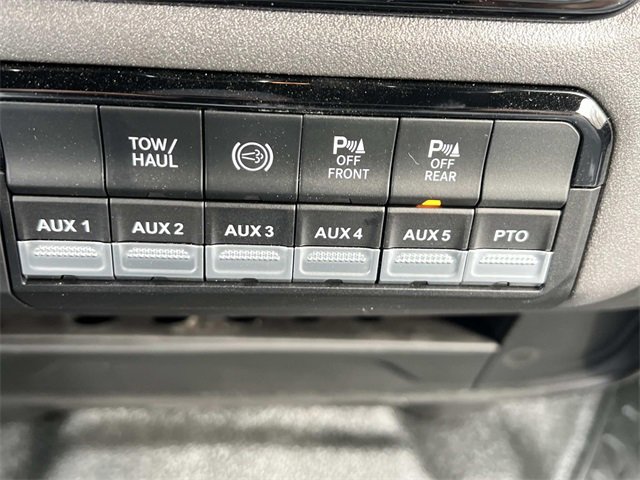 TOW/
HAUL
P
OFF
FRONT
P
OFF
REAR
AUX 1
AUX 2
AUX 3
AUX 4
AUX 5
PTO